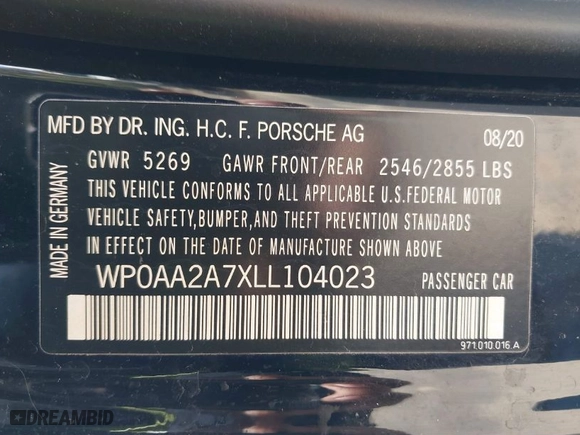 MFD BY DR. ING. H.C. F. PORSCHE AG 08/20
GVWR 5269 GAWR FRONT/REAR 2546/2855 LBS
THIS VEHICLE CONFORMS TO ALL APPLICABLE U.S.FEDERAL MOTOR
VEHICLE SAFETY,BUMPER,AND THEFT PREVENTION STANDARDS
IN EFFECT ON THE DATE OF MANUFACTURE SHOWN ABOVE.
WP0AA2A7XLL104023 PASSENGER CAR
971.010.016.A
MADE IN GERMANY
DREAMBID